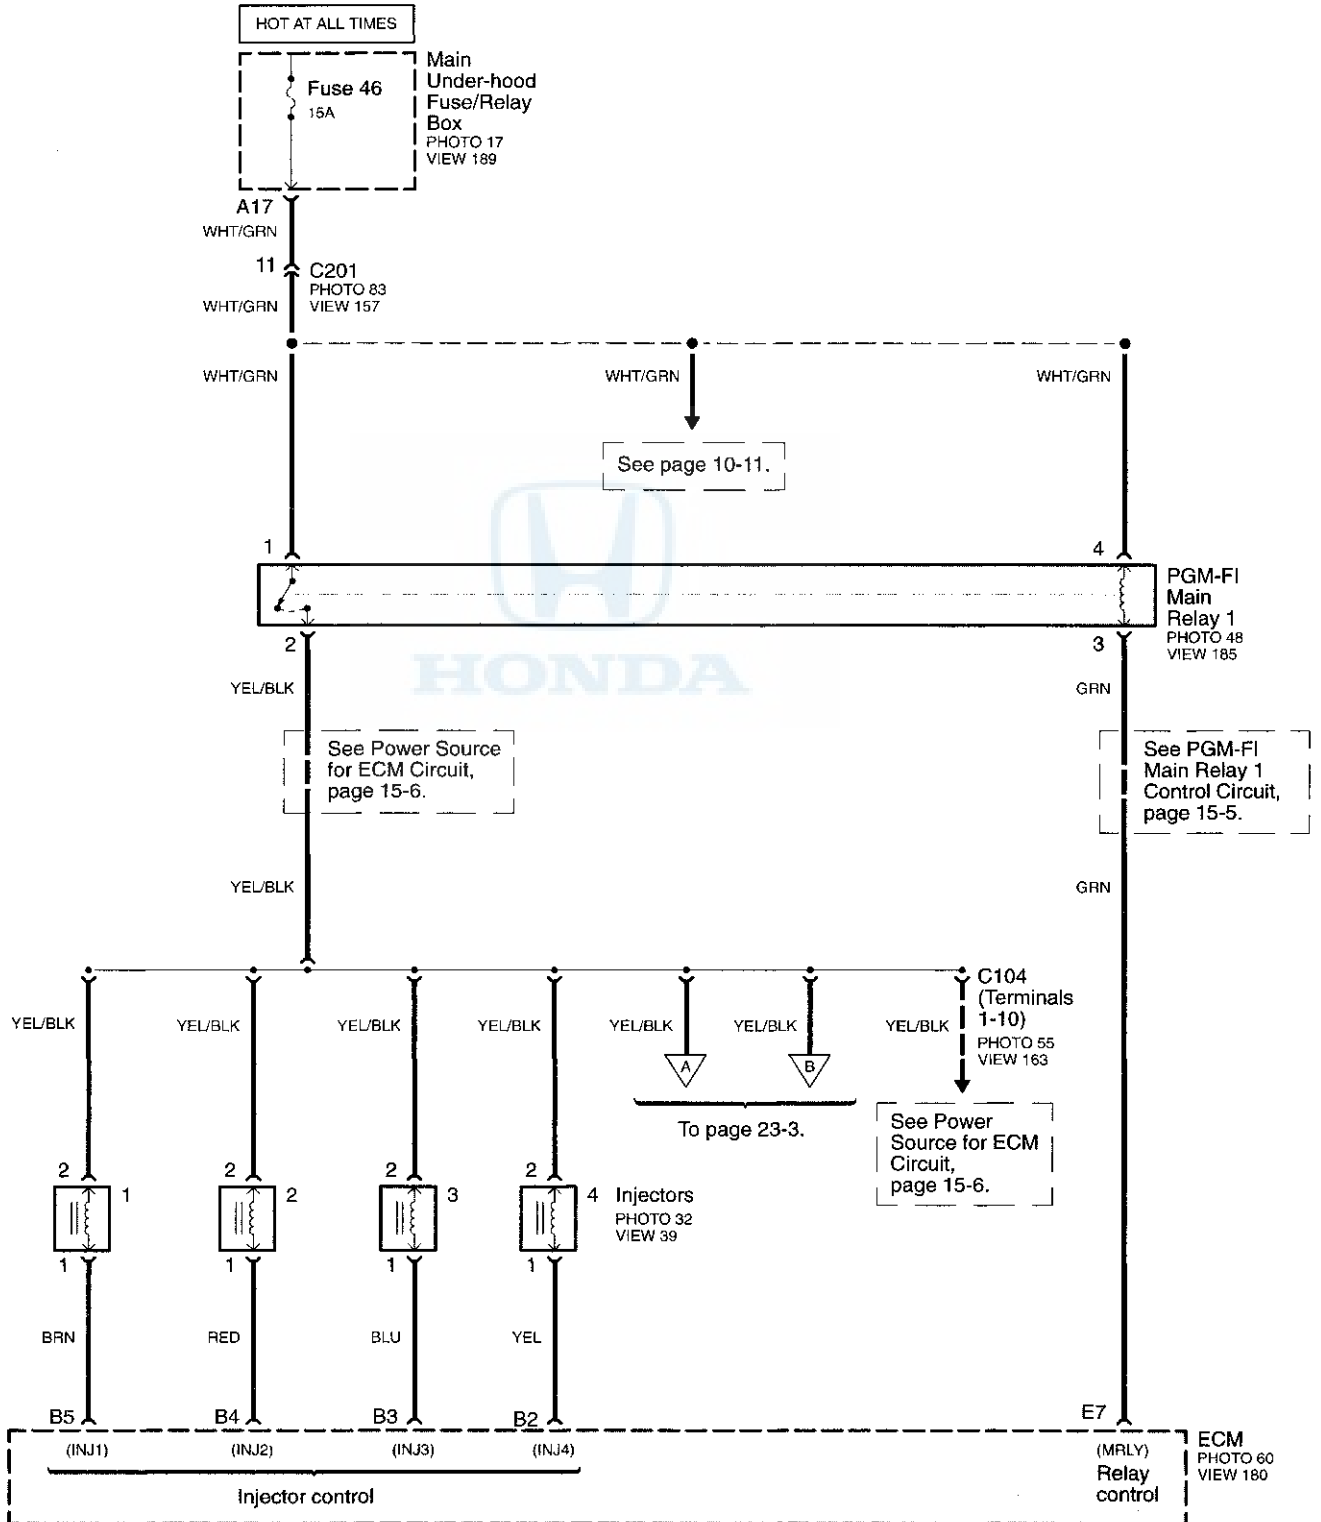 HOT AT ALL TIMES
Main
Under-hood
Fuse/Relay
Box
PHOTO 17
VIEW 189
Fuse 46
15A
A17
WHT/GRN
11
C201
PHOTO 83
VIEW 157
WHT/GRN
WHT/GRN
WHT/GRN
WHT/GRN
See page 10-11.
1
4
PGM-FI
Main
Relay 1
PHOTO 48
VIEW 185
2
3
HONDA
YEL/BLK
GRN
See Power Source
for ECM Circuit,
page 15-6.
See PGM-FI
Main Relay 1
Control Circuit,
page 15-5.
YEL/BLK
GRN
C104
(Terminals
1-10)
PHOTO 55
VIEW 163
YEL/BLK
YEL/BLK
YEL/BLK
YEL/BLK
YEL/BLK
YEL/BLK
YEL/BLK
A
B
To page 23-3.
See Power
Source for ECM
Circuit,
page 15-6.
2
2
2
2
1
2
3
4
Injectors
PHOTO 32
VIEW 39
1
1
1
1
BRN
RED
BLU
YEL
B5
B4
B3
B2
E7
(INJ1)
(INJ2)
(INJ3)
(INJ4)
(MRLY)
Relay
control
ECM
PHOTO 60
VIEW 180
Injector control